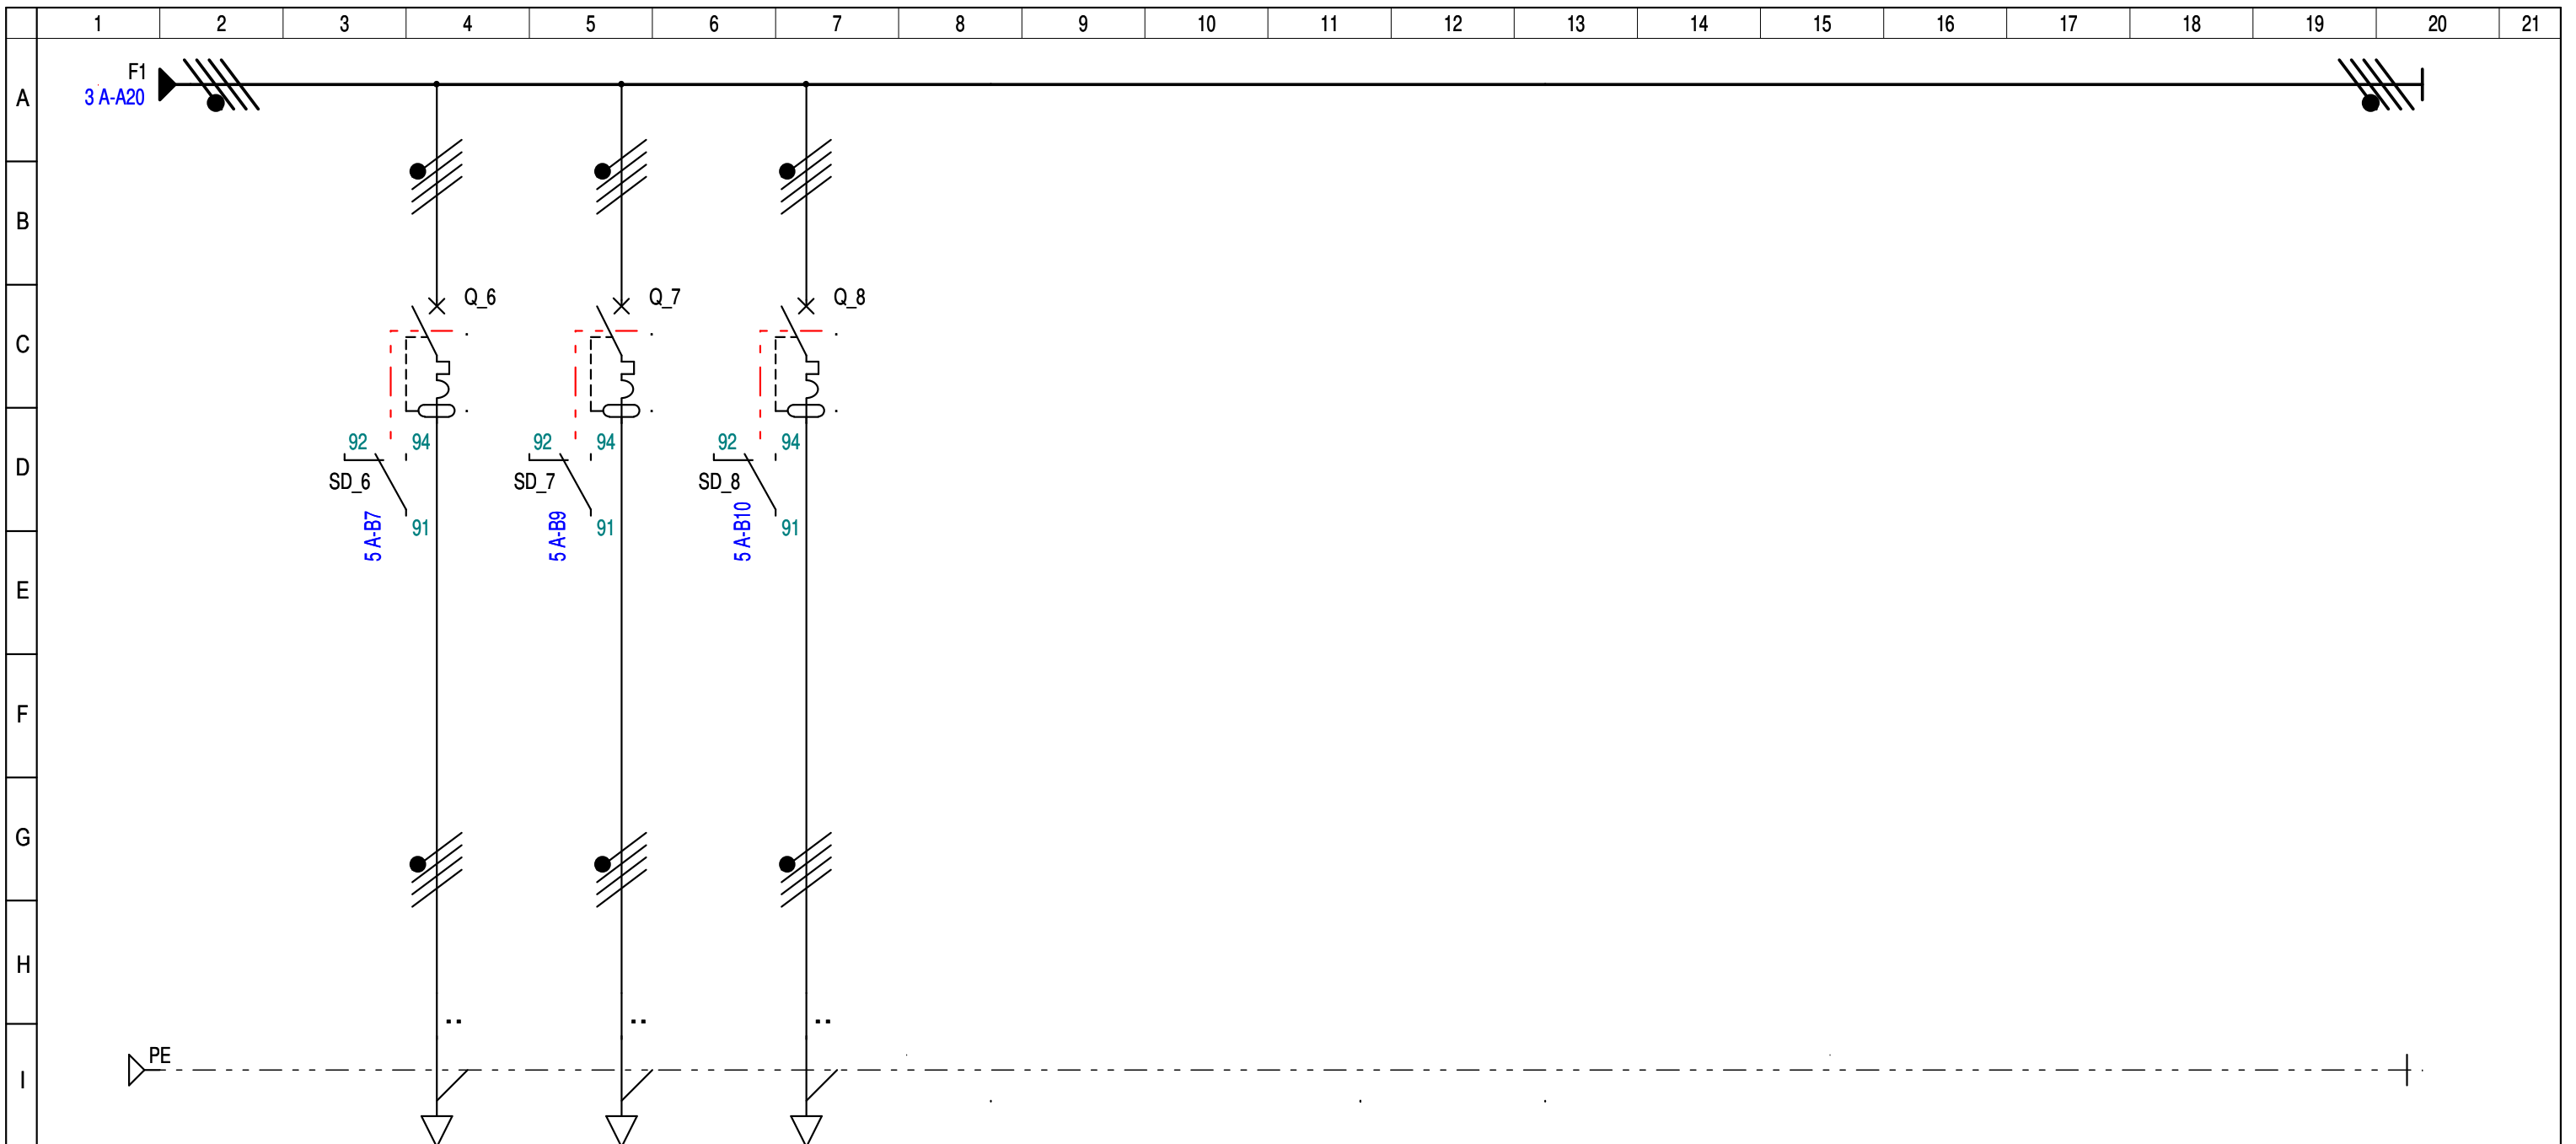 1 2 3 4 5 6 7 8 9 10 11 12 13 14 15 16 17 18 19 20 21
A
F1
3 A-A20
B
Q_6 Q_7 Q_8
C
92 94 92 94 92 94
D
SD_6 SD_7 SD_8
91 91 91
5 A-B7 5 A-B9 5 A-B10
E
F
G
H
PE
I